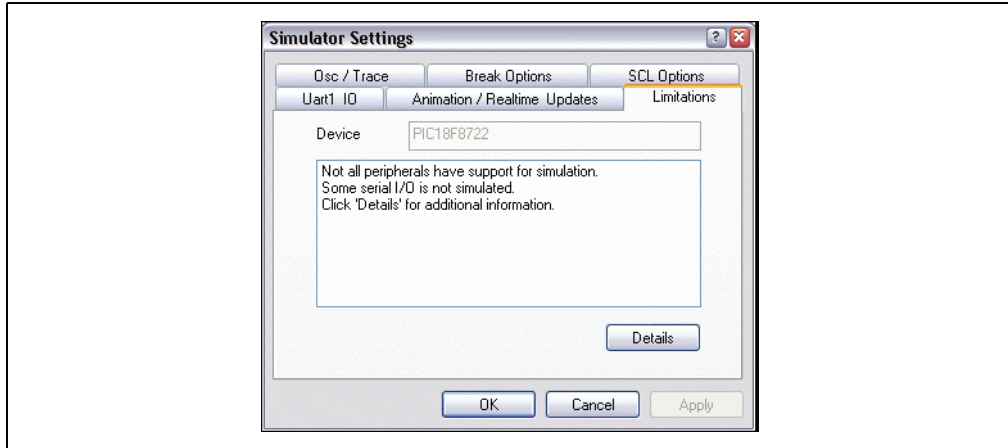 Simulator Settings
Osc / Trace
Break Options
SCL Options
Uart1 IO
Animation / Realtime Updates
Limitations
Device
PIC18F8722
Not all peripherals have support for simulation.
Some serial I/O is not simulated.
Click 'Details' for additional information.
Details
OK
Cancel
Apply